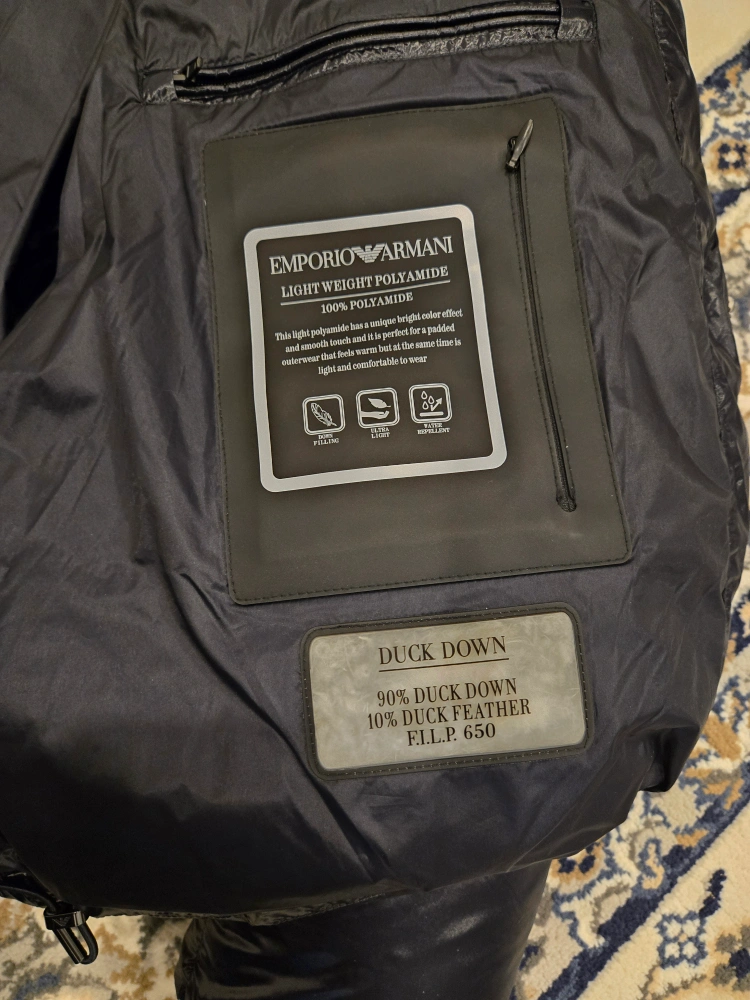 EMPORIO ARMANI
LIGHT WEIGHT POLYAMIDE
100% POLYAMIDE
This light polyamide has a unique bright color effect
and smooth touch and it is perfect for a padded
outerwear that feels warm but at the same time is
light and comfortable to wear
DOWN
FILLING
ULTRA
LIGHT
WATER
REPELLENT
DUCK DOWN
90% DUCK DOWN
10% DUCK FEATHER
F.I.L.P. 650